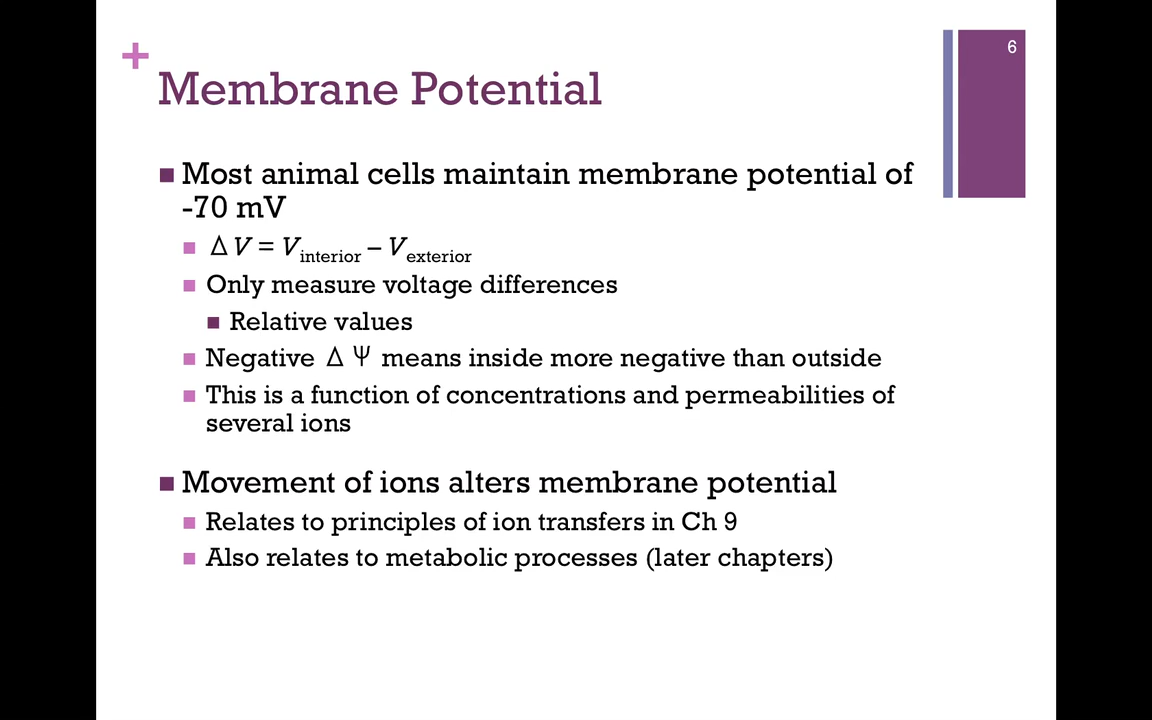 6
+
Membrane Potential
■ Most animal cells maintain membrane potential of
-70 mV
■ Δ V = Vinterior – Vexterior
■ Only measure voltage differences
■ Relative values
■ Negative Δ Ψ means inside more negative than outside
■ This is a function of concentrations and permeabilities of
several ions
■ Movement of ions alters membrane potential
■ Relates to principles of ion transfers in Ch 9
■ Also relates to metabolic processes (later chapters)